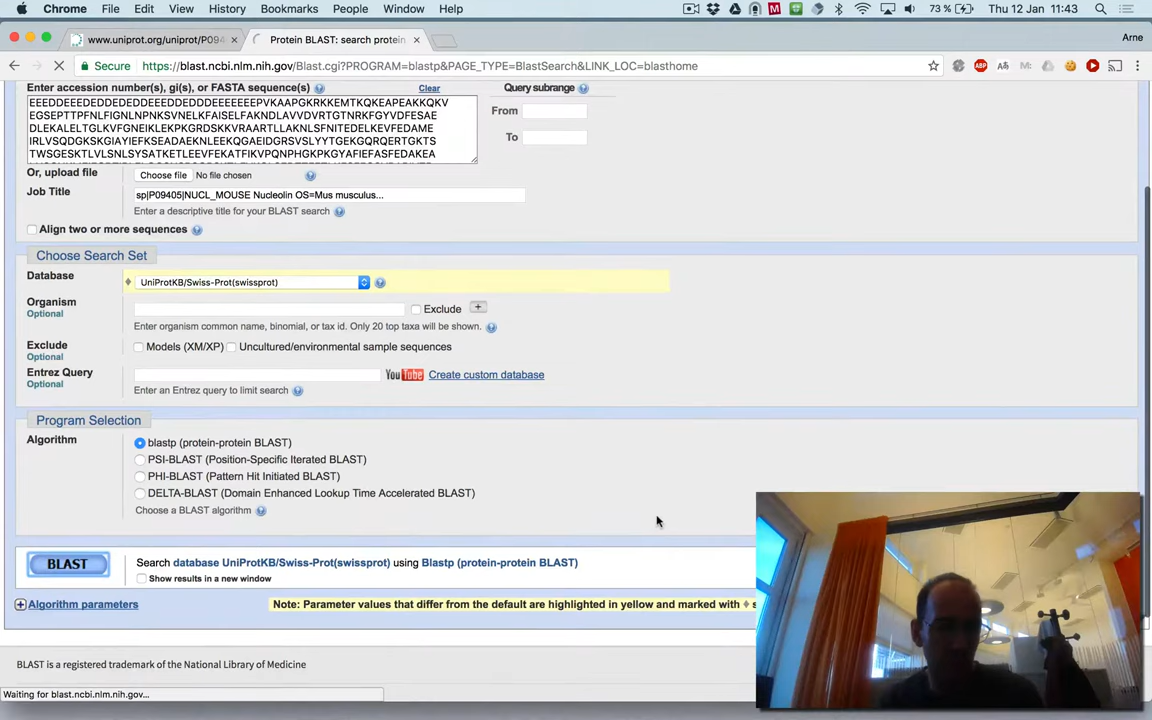 Chrome File Edit View History Bookmarks People Window Help 73 % Thu 12 Jan 11:43
www.uniprot.org/uniprot/P094 Protein BLAST: search protein Arne
Secure https://blast.ncbi.nlm.nih.gov/Blast.cgi?PROGRAM=blastp&PAGE_TYPE=BlastSearch&LINK_LOC=blasthome
Enter accession number(s), gi(s), or FASTA sequence(s) Clear Query subrange
EEEDDEEEDEDDEDEDDEEEDDEDDDEEEEEEEPVKAAPGKRKKEMTKQKEAPEAKKQKV
EGSEPTTPFNLFIGNLNPNKSVNELKFAISELFAKNDLAVVDVRTGTNRKFGYVDFESAE
DLEKALELTGLKVFGNEIKLEKPKGRDSKKVRAARTLLAKNLSFNITEDELKEVFEDAME
IRLVSQDGKSKGIAYIEFKSEADAEKNLEEKQGAEIDGRSVSLYYTGEKGQRQERTGKTS
TWSGESKTLVLSNLSYSATKETLEEVFEKATFIKVPQNPHGKPKGYAFIEFASFEDAKEA
From
To
Or, upload file Choose file No file chosen
Job Title sp|P09405|NUCL_MOUSE Nucleolin OS=Mus musculus...
Enter a descriptive title for your BLAST search
Align two or more sequences
Choose Search Set
Database UniProtKB/Swiss-Prot(swissprot)
Organism
Optional
Exclude +
Enter organism common name, binomial, or tax id. Only 20 top taxa will be shown.
Exclude Models (XM/XP) Uncultured/environmental sample sequences
Optional
Entrez Query YouTube Create custom database
Optional
Enter an Entrez query to limit search
Program Selection
Algorithm blastp (protein-protein BLAST)
PSI-BLAST (Position-Specific Iterated BLAST)
PHI-BLAST (Pattern Hit Initiated BLAST)
DELTA-BLAST (Domain Enhanced Lookup Time Accelerated BLAST)
Choose a BLAST algorithm
BLAST Search database UniProtKB/Swiss-Prot(swissprot) using Blastp (protein-protein BLAST)
Show results in a new window
Algorithm parameters Note: Parameter values that differ from the default are highlighted in yellow and marked with
BLAST is a registered trademark of the National Library of Medicine
Waiting for blast.ncbi.nlm.nih.gov...